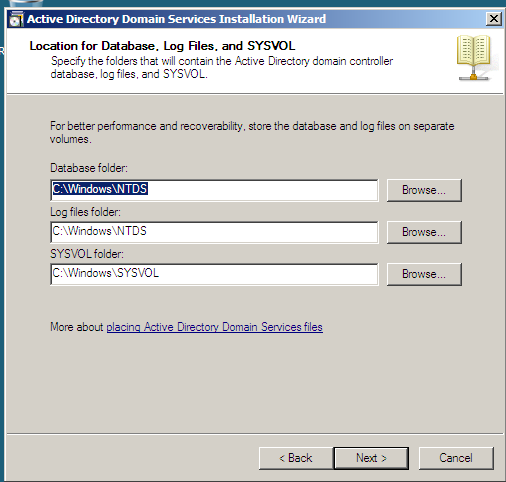 Active Directory Domain Services Installation Wizard
Location for Database, Log Files, and SYSVOL
Specify the folders that will contain the Active Directory domain controller
database, log files, and SYSVOL.
For better performance and recoverability, store the database and log files on separate
volumes.
Database folder:
C:\Windows\NTDS
Browse...
Log files folder:
C:\Windows\NTDS
Browse...
SYSVOL folder:
C:\Windows\SYSVOL
Browse...
More about placing Active Directory Domain Services files
< Back
Next >
Cancel